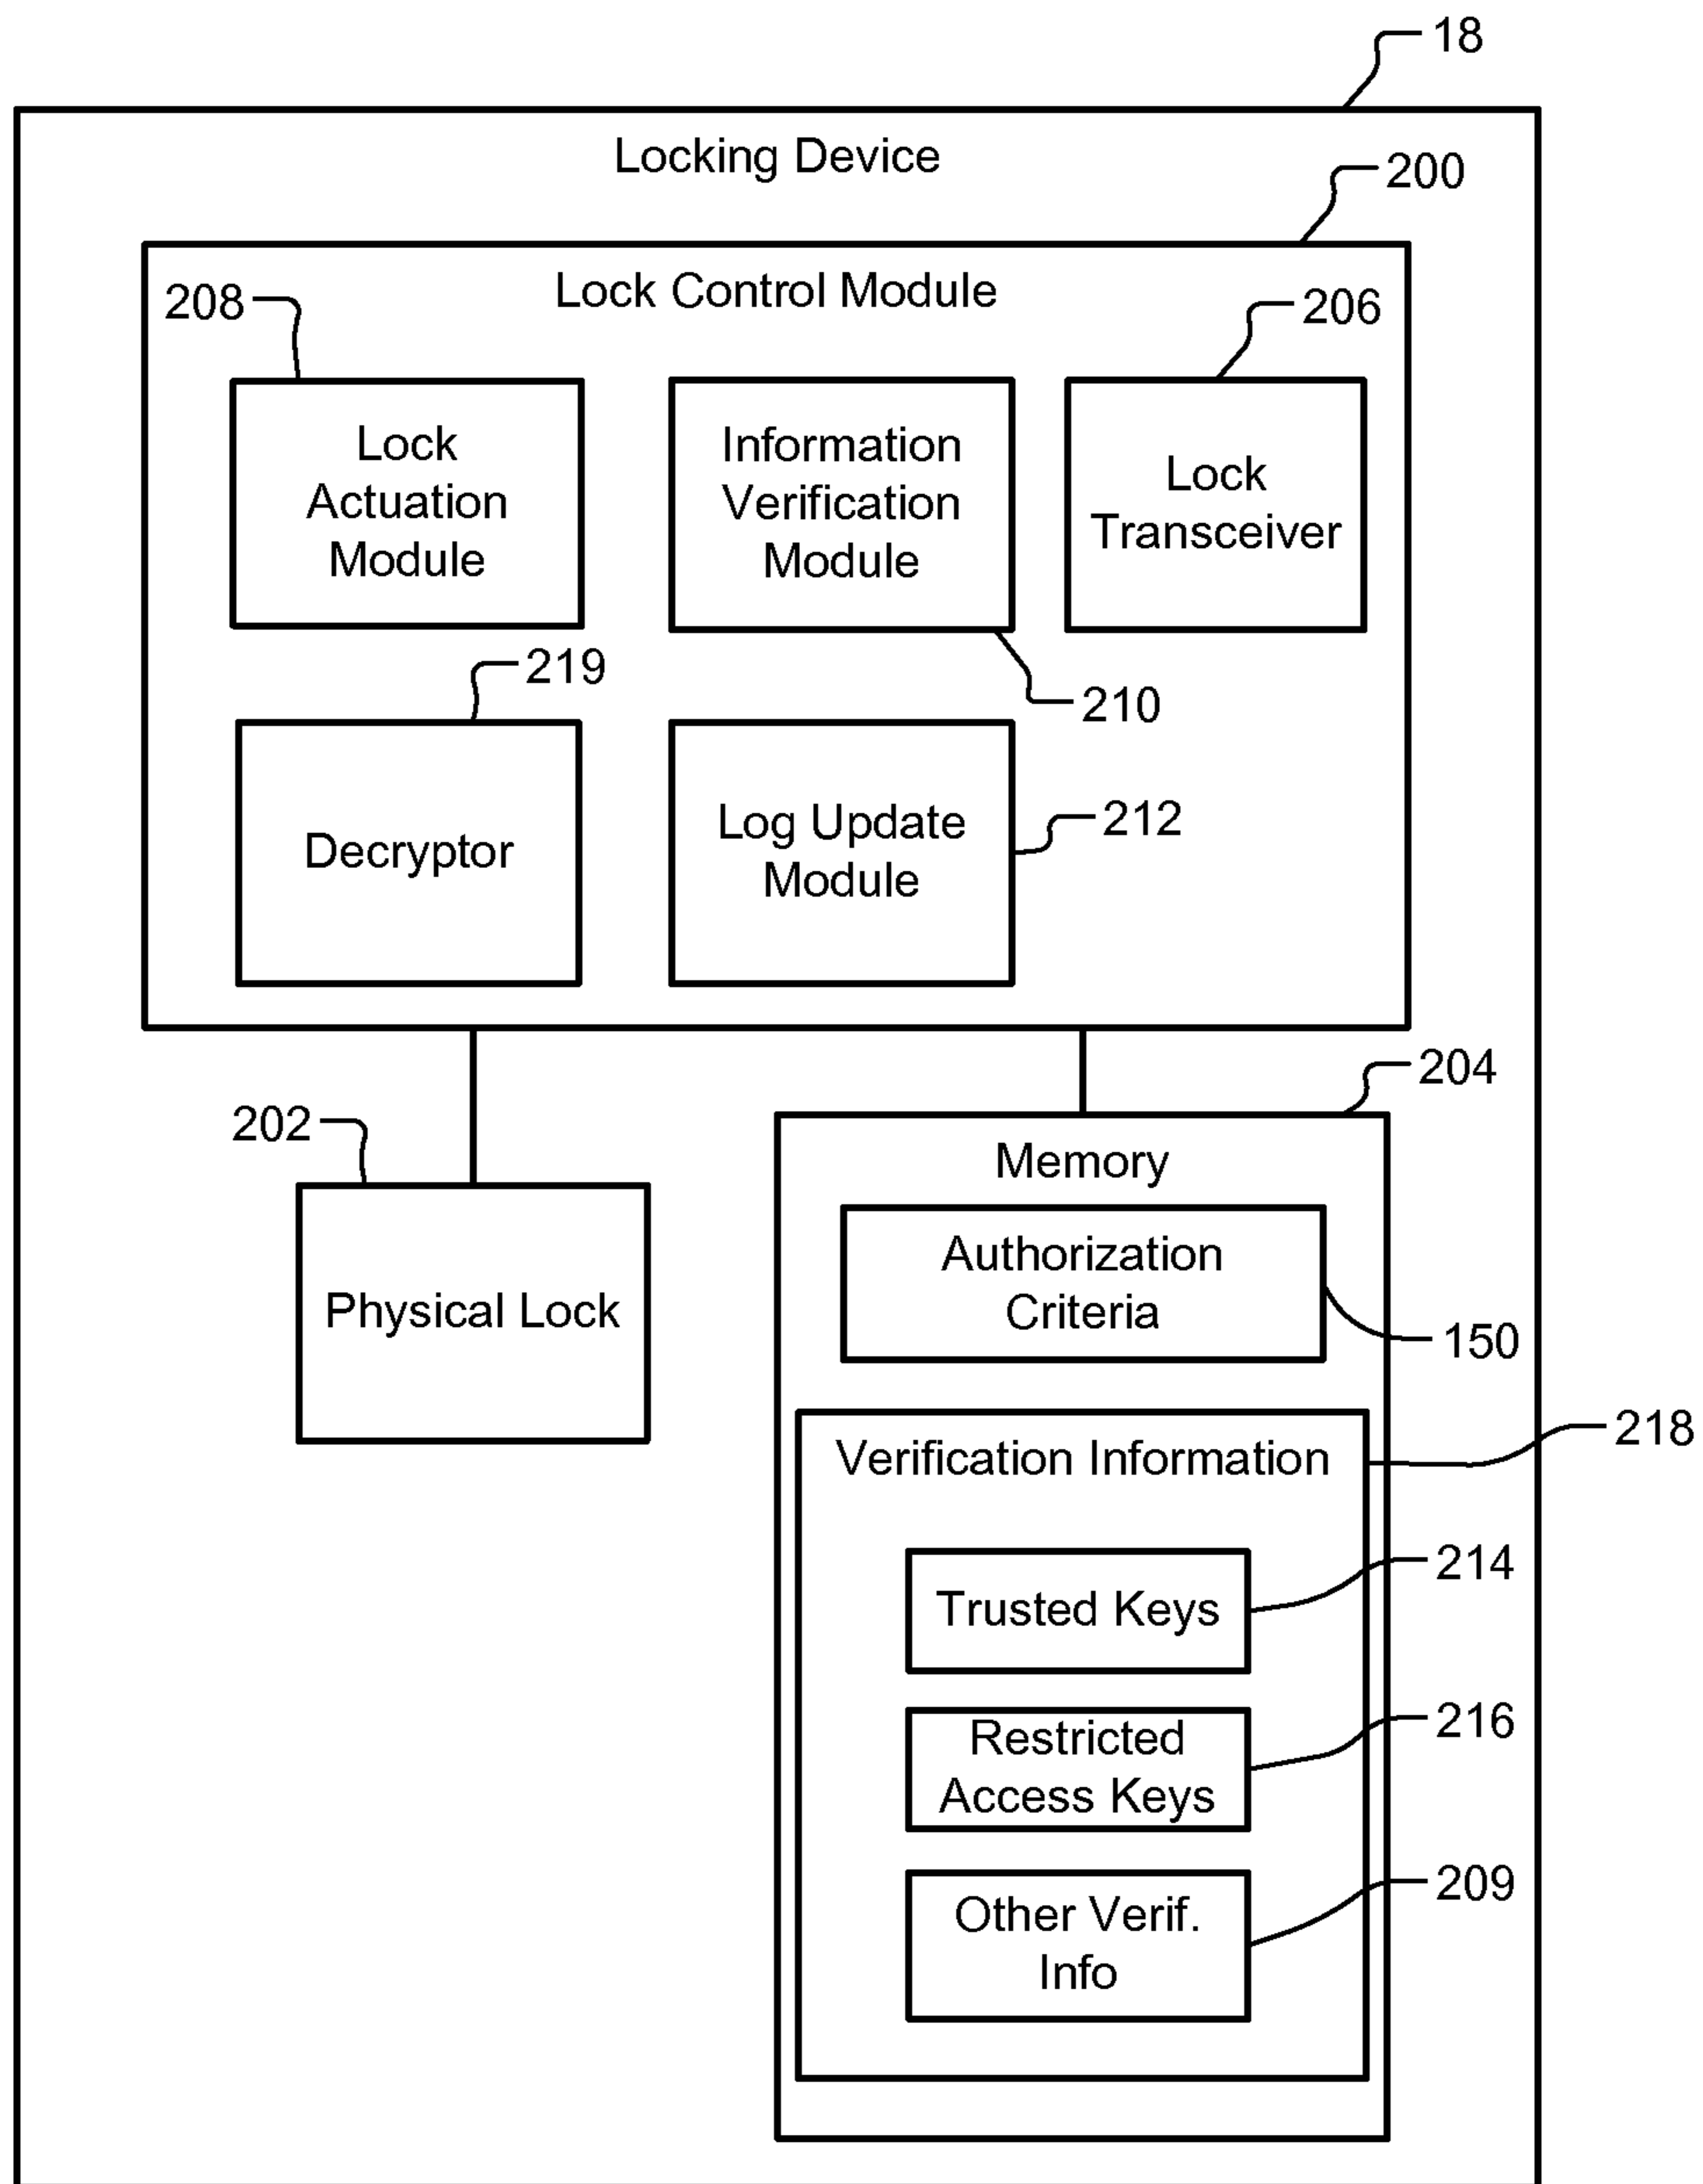 18
Locking Device
200
Lock Control Module
208
206
Lock
Actuation
Module
Information
Verification
Module
Lock
Transceiver
219
210
Decryptor
Log Update
Module
212
204
202
Memory
Physical Lock
Authorization
Criteria
150
218
Verification Information
214
Trusted Keys
216
Restricted
Access Keys
209
Other Verif.
Info